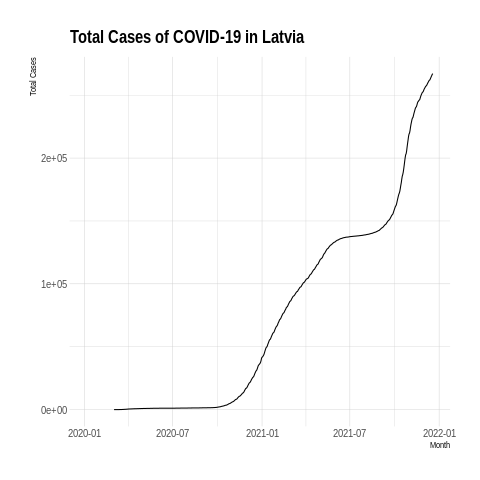 Total Cases of COVID-19 in Latvia
Total Cases
2e+05
1e+05
0e+00
2020-01 2020-07 2021-01 2021-07 2022-01
Month